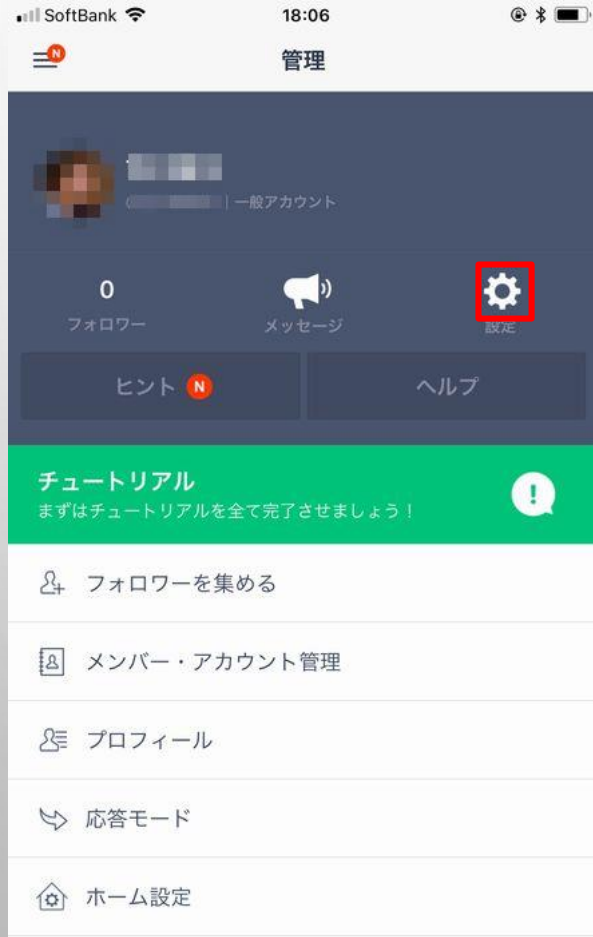 SoftBank 18:06
N
管理
| 一般アカウント
0
フォロワー
メッセージ
設定
ヒント N
ヘルプ
チュートリアル
まずはチュートリアルを全て完了させましょう！
フォロワーを集める
メンバー・アカウント管理
プロフィール
応答モード
ホーム設定